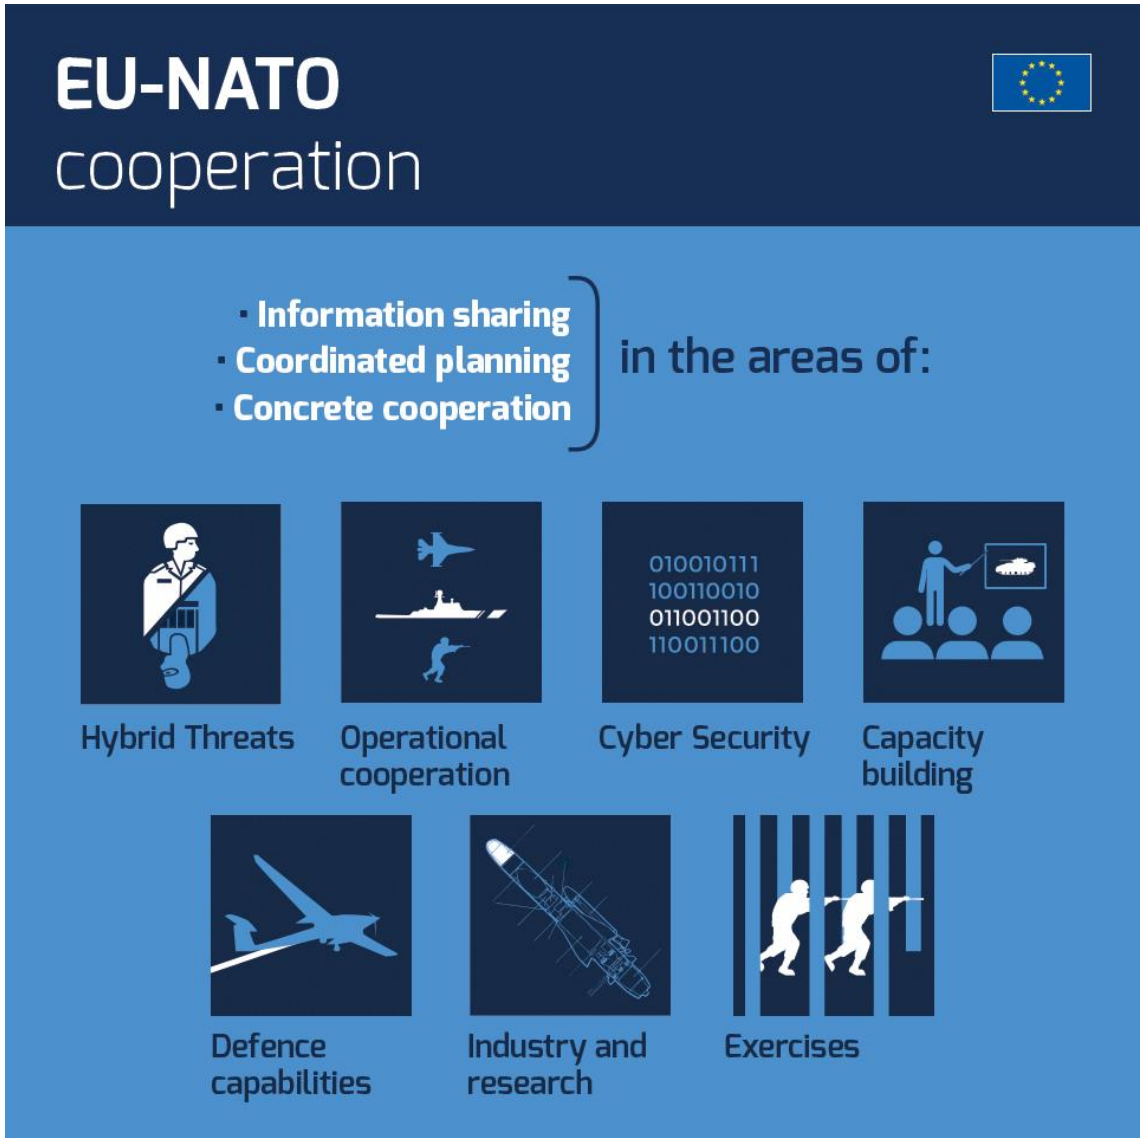 EU-NATO
cooperation
· Information sharing
· Coordinated planning
· Concrete cooperation
in the areas of:
010010111
100110010
011001100
110011100
Hybrid Threats
Operational
cooperation
Cyber Security
Capacity
building
Defence
capabilities
Industry and
research
Exercises